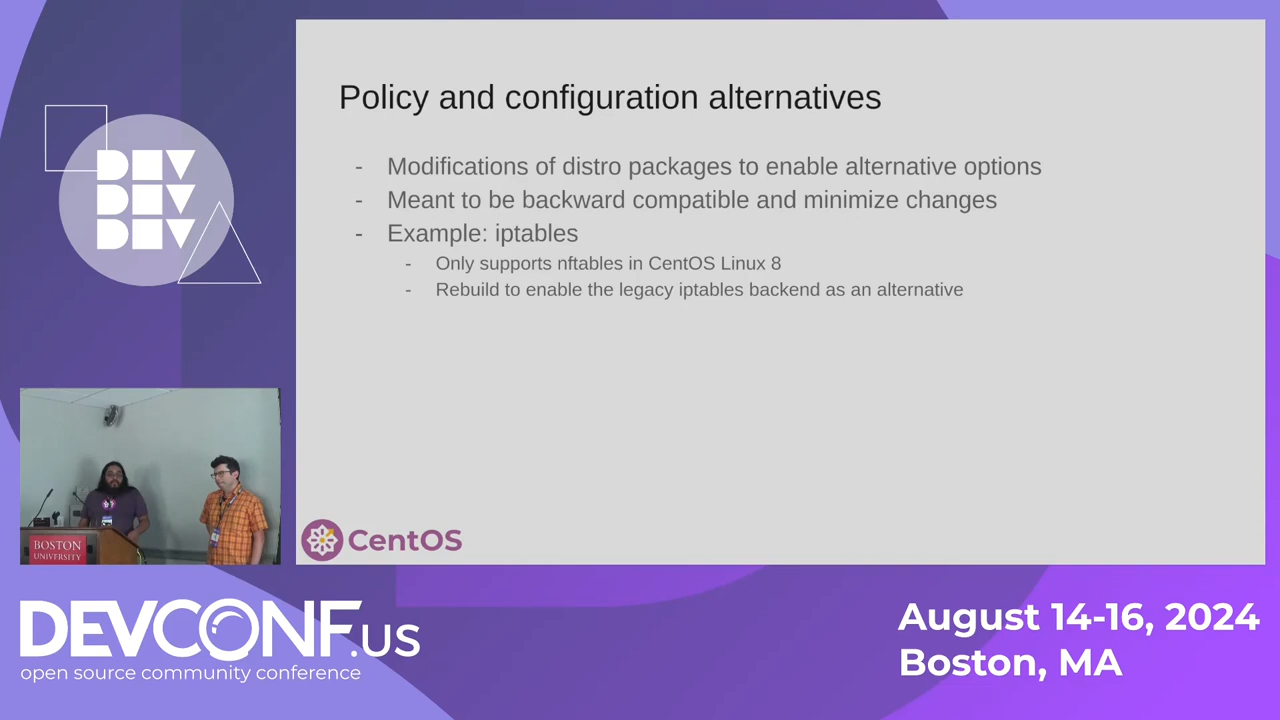 Policy and configuration alternatives
- Modifications of distro packages to enable alternative options
- Meant to be backward compatible and minimize changes
- Example: iptables
- Only supports nftables in CentOS Linux 8
- Rebuild to enable the legacy iptables backend as an alternative
CentOS
DEV
DEV
DEV
BOSTON
UNIVERSITY
DEVCONF.US
open source community conference
August 14-16, 2024
Boston, MA